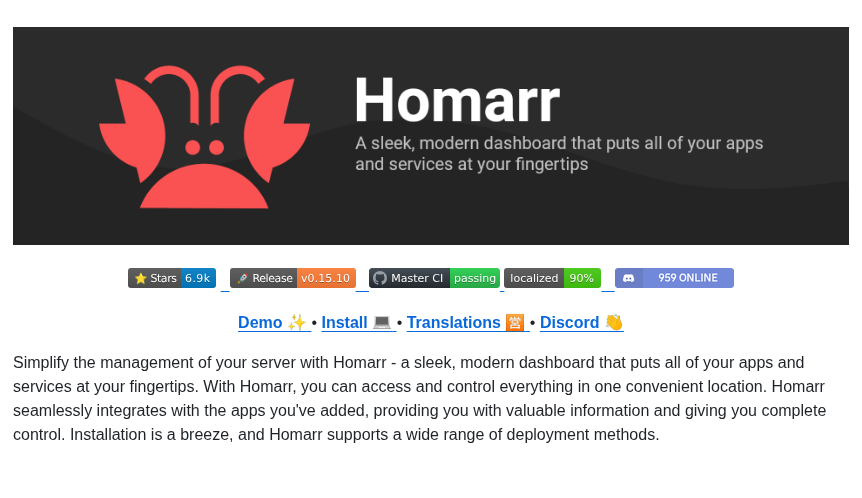 Homarr
A sleek, modern dashboard that puts all of your apps
and services at your fingertips
⭐ Stars 6.9k 🚀 Release v0.15.10 Master CI passing localized 90% 959 ONLINE
Demo ✨ • Install 💻 • Translations 🈺 • Discord 👋
Simplify the management of your server with Homarr - a sleek, modern dashboard that puts all of your apps and
services at your fingertips. With Homarr, you can access and control everything in one convenient location. Homarr
seamlessly integrates with the apps you've added, providing you with valuable information and giving you complete
control. Installation is a breeze, and Homarr supports a wide range of deployment methods.